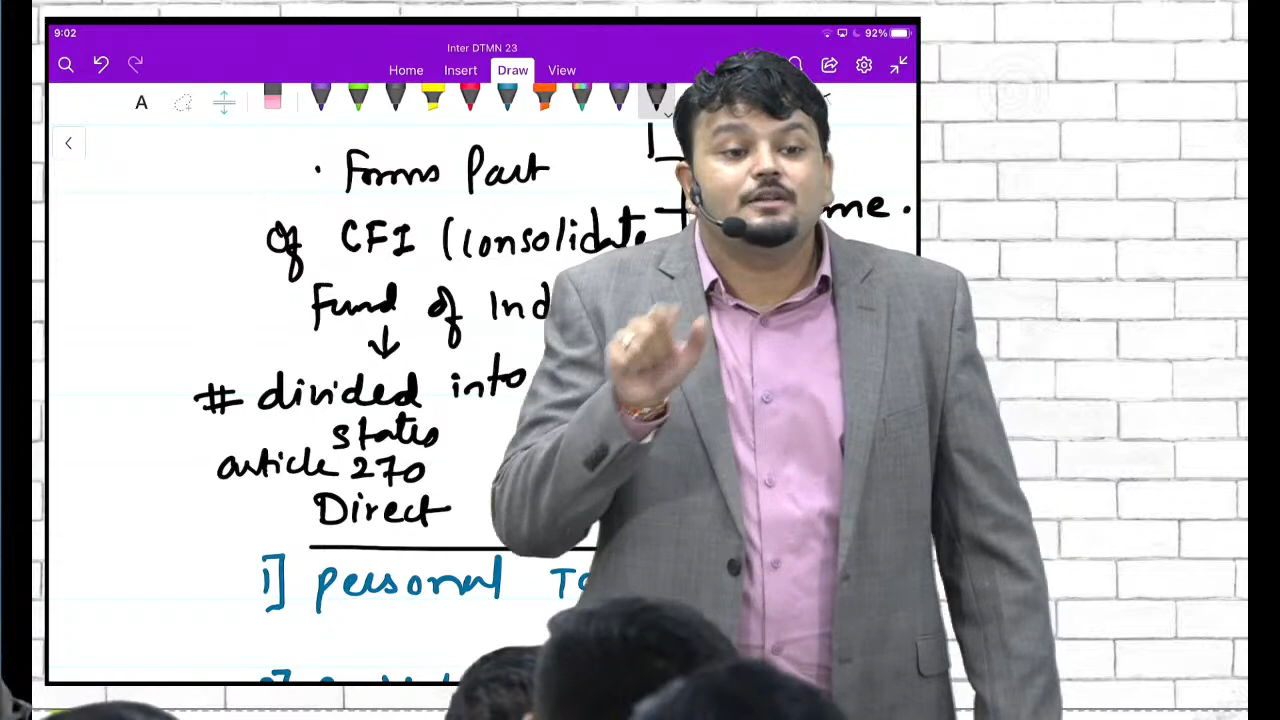 9:02
92%
Inter DTMN 23
Home Insert Draw View
A
· Forms Part
Of CFI (Consolidate
me.
Fund of Ind
↓
# divided into
states
article 270
Direct
1] personal